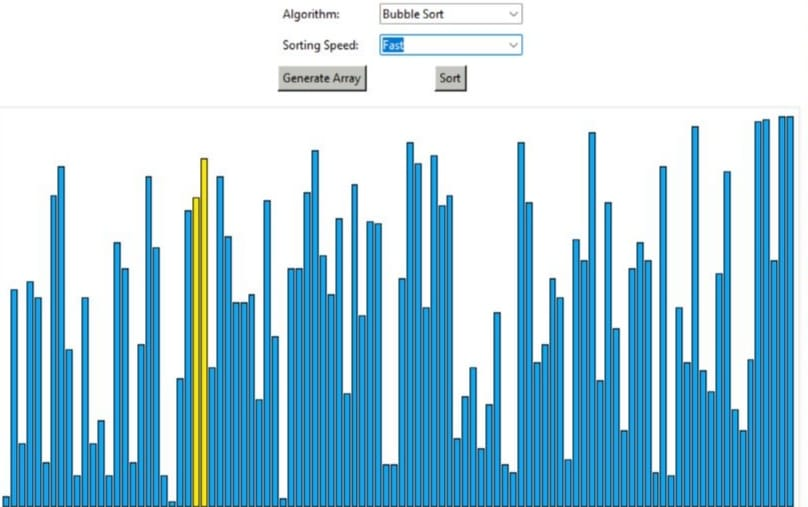 Algorithm: Bubble Sort
Sorting Speed: Fast
Generate Array Sort